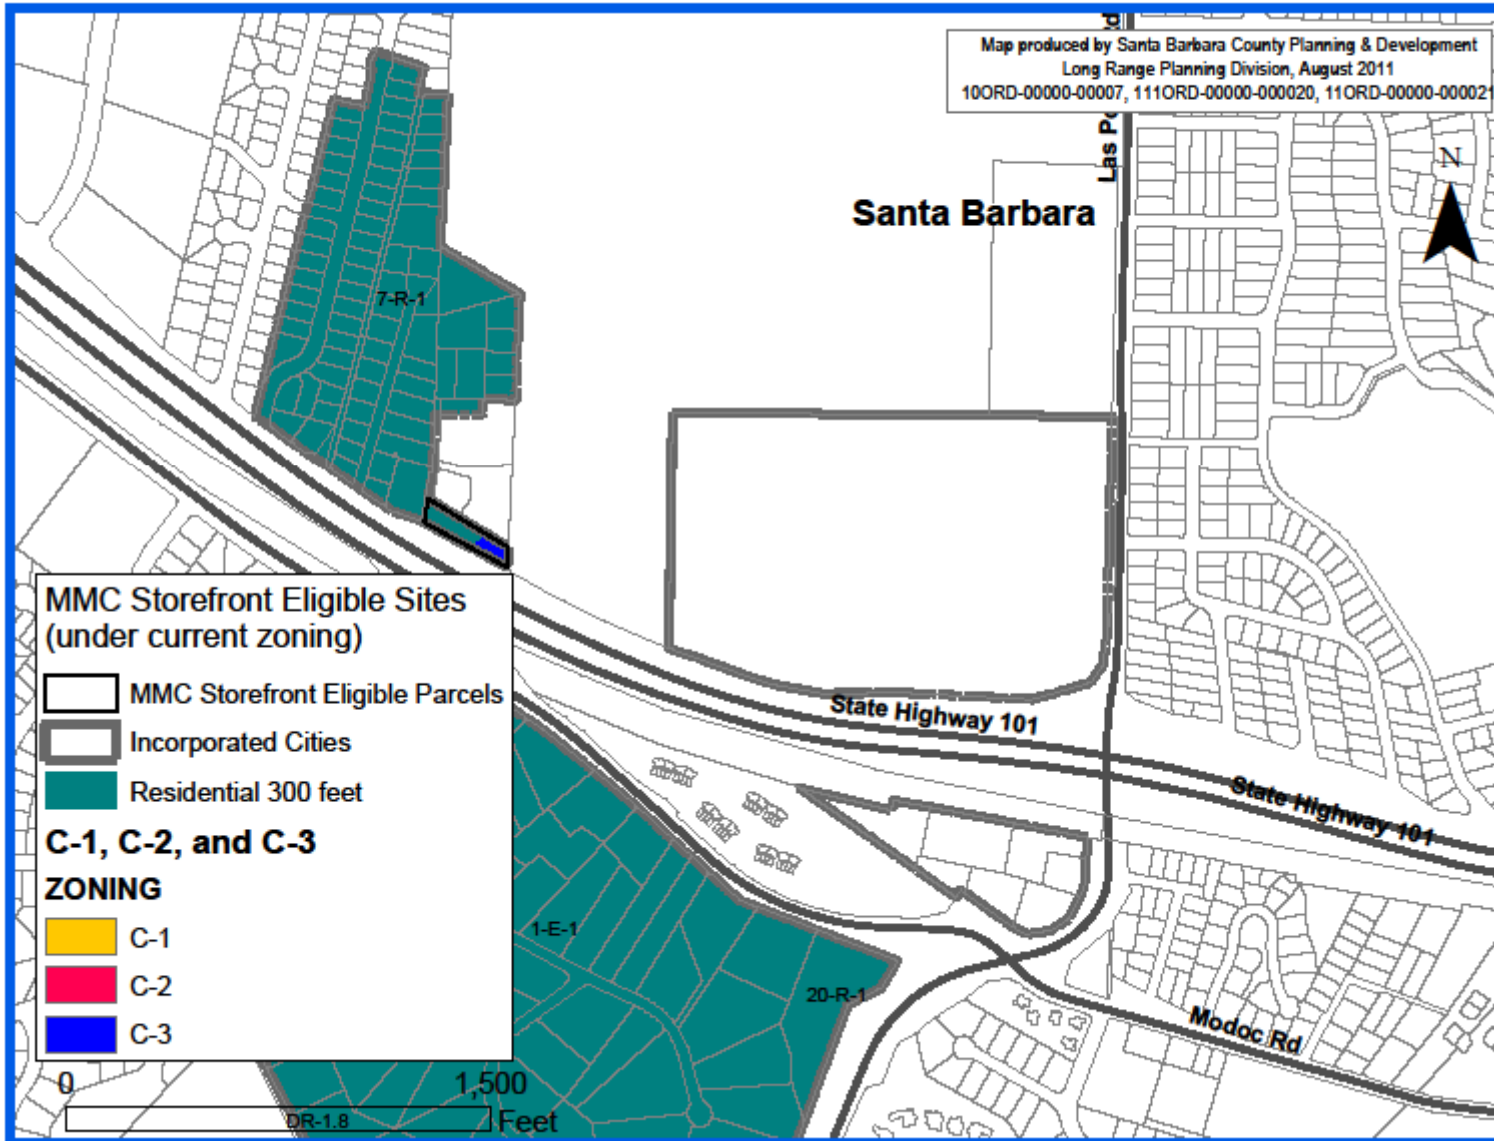 Map produced by Santa Barbara County Planning & Development
Long Range Planning Division, August 2011
10ORD-00000-00007, 111ORD-00000-000020, 11ORD-00000-000021
Las Po
rd
N
Santa Barbara
7-R-1
State Highway 101
State Highway 101
1-E-1
20-R-1
Modoc Rd
MMC Storefront Eligible Sites
(under current zoning)
MMC Storefront Eligible Parcels
Incorporated Cities
Residential 300 feet
C-1, C-2, and C-3
ZONING
C-1
C-2
C-3
0
1,500
DR-1.8
Feet